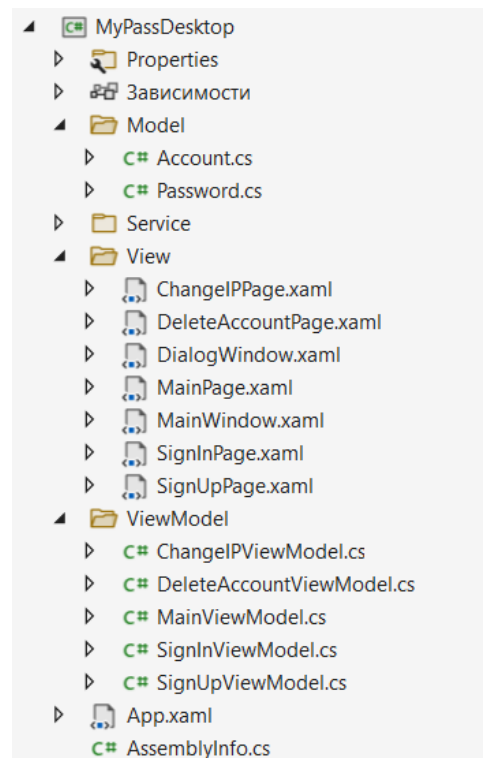 C# MyPassDesktop
Properties
Зависимости
Model
C# Account.cs
C# Password.cs
Service
View
ChangeIPPage.xaml
DeleteAccountPage.xaml
DialogWindow.xaml
MainPage.xaml
MainWindow.xaml
SignInPage.xaml
SignUpPage.xaml
ViewModel
C# ChangeIPViewModel.cs
C# DeleteAccountViewModel.cs
C# MainViewModel.cs
C# SignInViewModel.cs
C# SignUpViewModel.cs
App.xaml
C# AssemblyInfo.cs